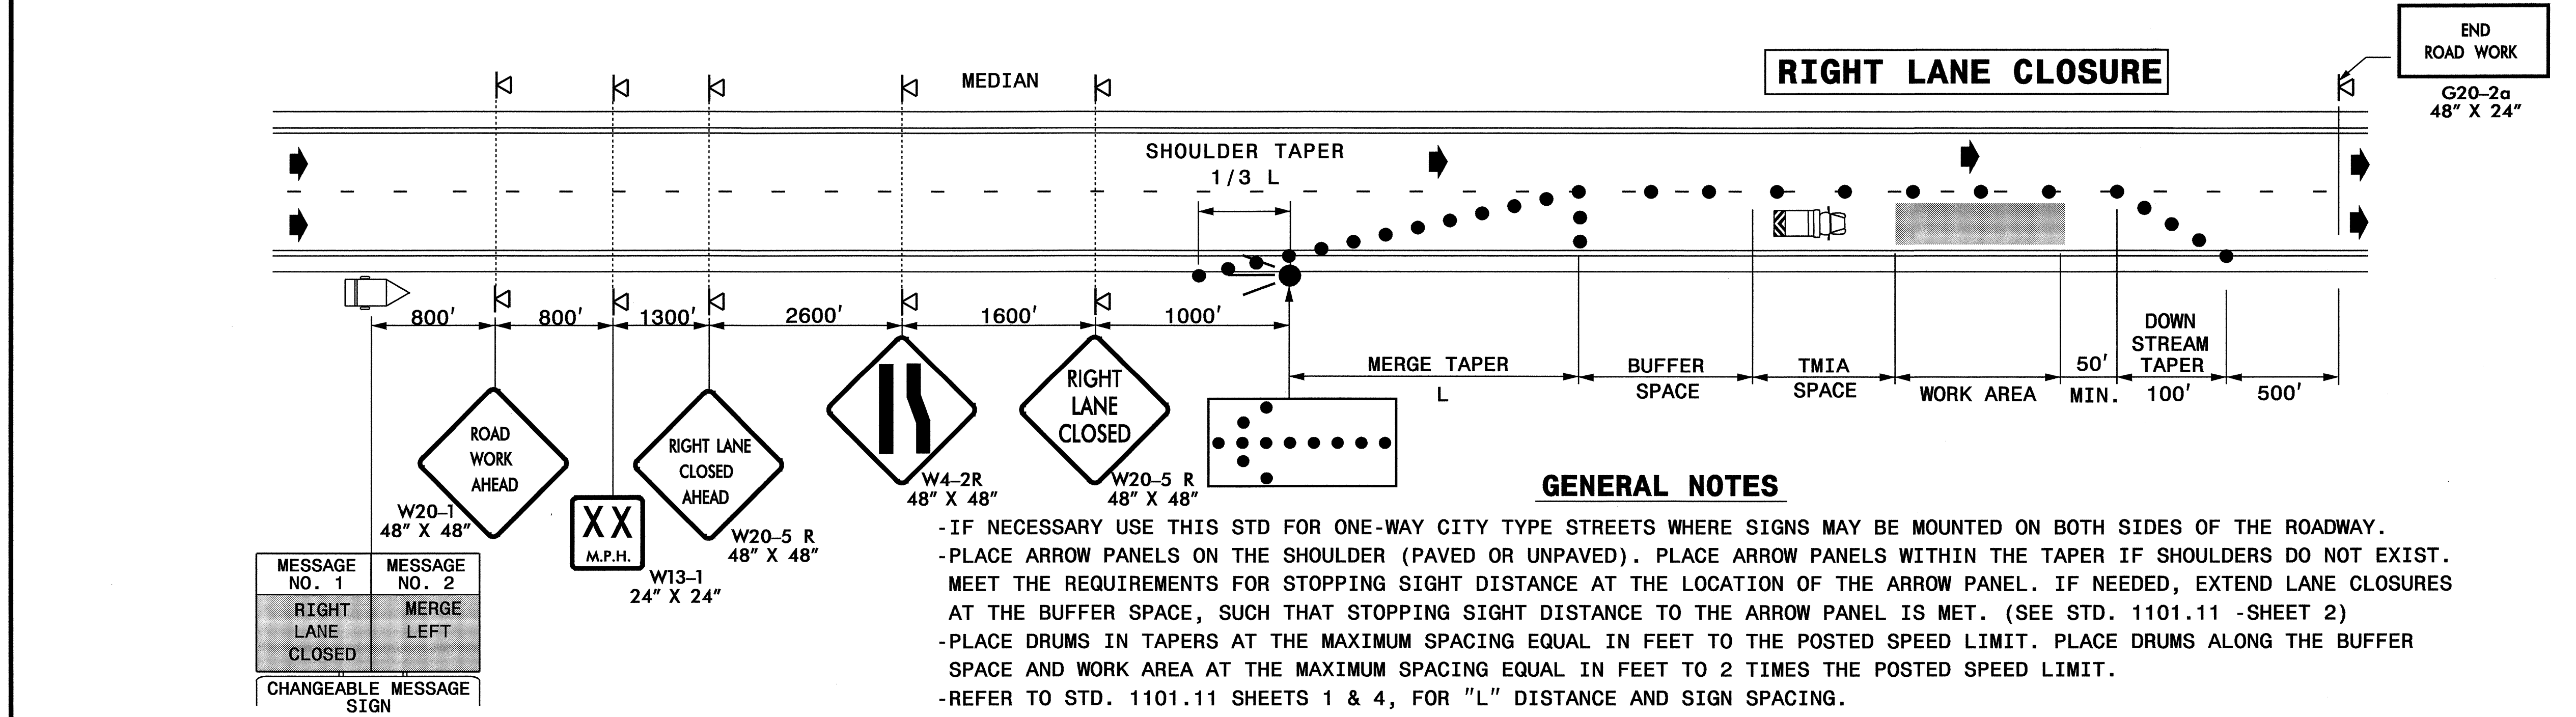 END
ROAD WORK
G20-2a
48" X 24"
RIGHT LANE CLOSURE
MEDIAN
SHOULDER TAPER
1/3 L
800'
800'
1300'
2600'
1600'
1000'
MERGE TAPER
L
BUFFER
SPACE
TMIA
SPACE
WORK AREA
50'
MIN.
DOWN
STREAM
TAPER
100'
500'
ROAD
WORK
AHEAD
W20-1
48" X 48"
XX
M.P.H.
W13-1
24" X 24"
RIGHT LANE
CLOSED
AHEAD
W20-5 R
48" X 48"
W4-2R
48" X 48"
RIGHT
LANE
CLOSED
W20-5 R
48" X 48"
MESSAGE
NO. 1
MESSAGE
NO. 2
RIGHT
LANE
CLOSED
MERGE
LEFT
CHANGEABLE MESSAGE
SIGN
GENERAL NOTES
-IF NECESSARY USE THIS STD FOR ONE-WAY CITY TYPE STREETS WHERE SIGNS MAY BE MOUNTED ON BOTH SIDES OF THE ROADWAY.
-PLACE ARROW PANELS ON THE SHOULDER (PAVED OR UNPAVED). PLACE ARROW PANELS WITHIN THE TAPER IF SHOULDERS DO NOT EXIST.
MEET THE REQUIREMENTS FOR STOPPING SIGHT DISTANCE AT THE LOCATION OF THE ARROW PANEL. IF NEEDED, EXTEND LANE CLOSURES
AT THE BUFFER SPACE, SUCH THAT STOPPING SIGHT DISTANCE TO THE ARROW PANEL IS MET. (SEE STD. 1101.11 -SHEET 2)
-PLACE DRUMS IN TAPERS AT THE MAXIMUM SPACING EQUAL IN FEET TO THE POSTED SPEED LIMIT. PLACE DRUMS ALONG THE BUFFER
SPACE AND WORK AREA AT THE MAXIMUM SPACING EQUAL IN FEET TO 2 TIMES THE POSTED SPEED LIMIT.
-REFER TO STD. 1101.11 SHEETS 1 & 4, FOR "L" DISTANCE AND SIGN SPACING.